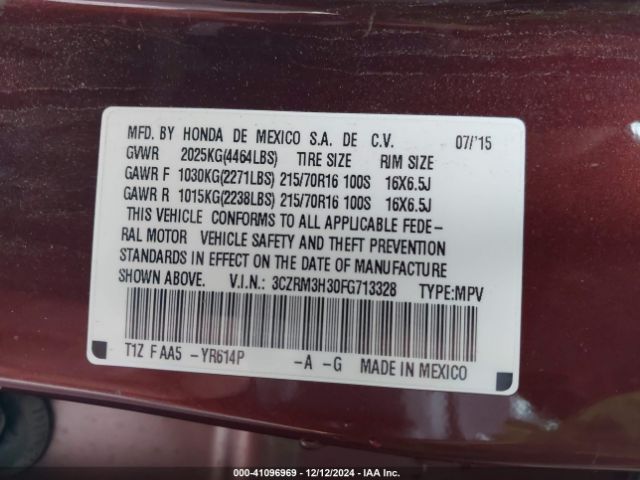 MFD. BY HONDA DE MEXICO S.A. DE C.V. 07/'15
GVWR 2025KG(4464LBS) TIRE SIZE RIM SIZE
GAWR F 1030KG(2271LBS) 215/70R16 100S 16X6.5J
GAWR R 1015KG(2238LBS) 215/70R16 100S 16X6.5J
THIS VEHICLE CONFORMS TO ALL APPLICABLE FEDE-
RAL MOTOR VEHICLE SAFETY AND THEFT PREVENTION
STANDARDS IN EFFECT ON THE DATE OF MANUFACTURE
SHOWN ABOVE. V.I.N.: 3CZRM3H30FG713328 TYPE:MPV
T1Z F AA5 -YR614P -A -G MADE IN MEXICO
000-41096969 • 12/12/2024 • IAA Inc.